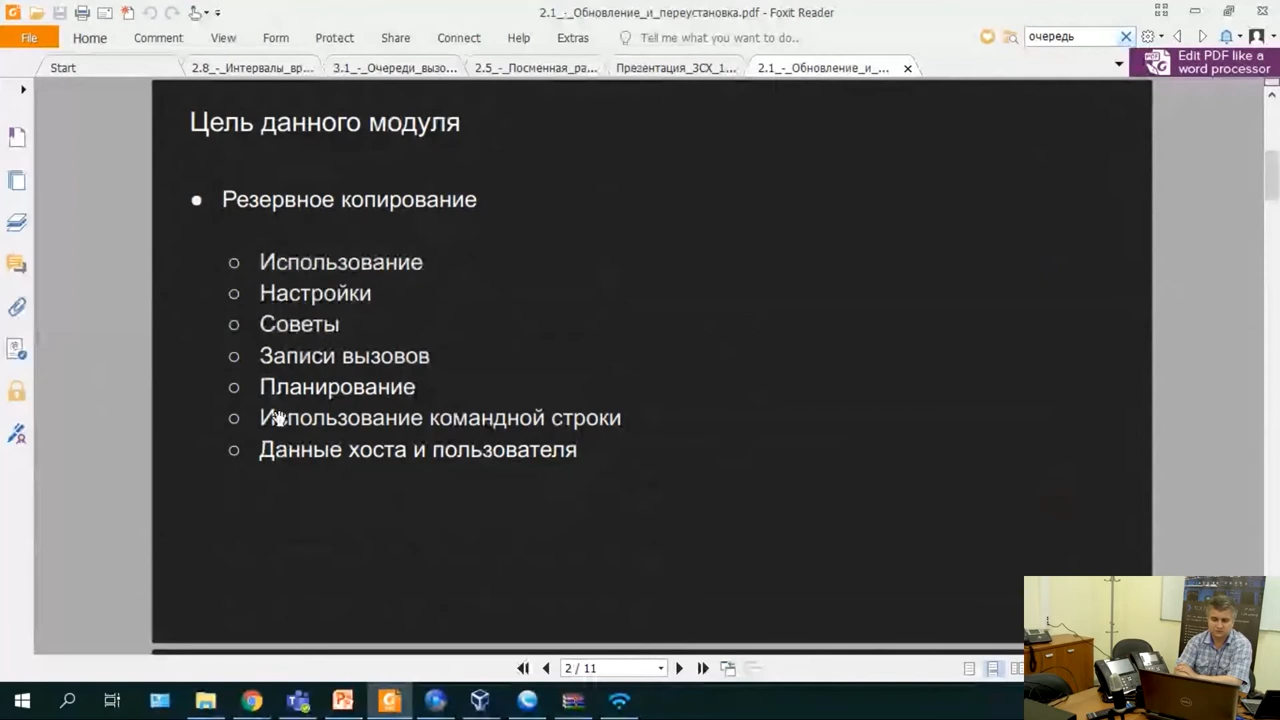 2.1_-_Обновление_и_переустановка.pdf - Foxit Reader
File Home Comment View Form Protect Share Connect Help Extras Tell me what you want to do.. очередь
Start 2.8_-_Интервалы_вр... 3.1_-_Очереди_вызо... 2.5_-_Посменная_ра... Презентация_3CX_1... 2.1_-_Обновление_и_...
Edit PDF like a
word processor
Цель данного модуля
Резервное копирование
Использование
Настройки
Советы
Записи вызовов
Планирование
Использование командной строки
Данные хоста и пользователя
2 / 11